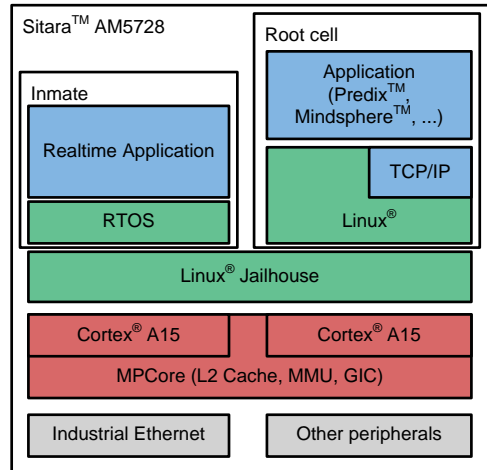 Sitara™ AM5728
Root cell
Application
(Predix™,
Mindsphere™, ...)
Inmate
Realtime Application
TCP/IP
RTOS
Linux®
Linux® Jailhouse
Cortex® A15
Cortex® A15
MPCore (L2 Cache, MMU, GIC)
Industrial Ethernet
Other peripherals